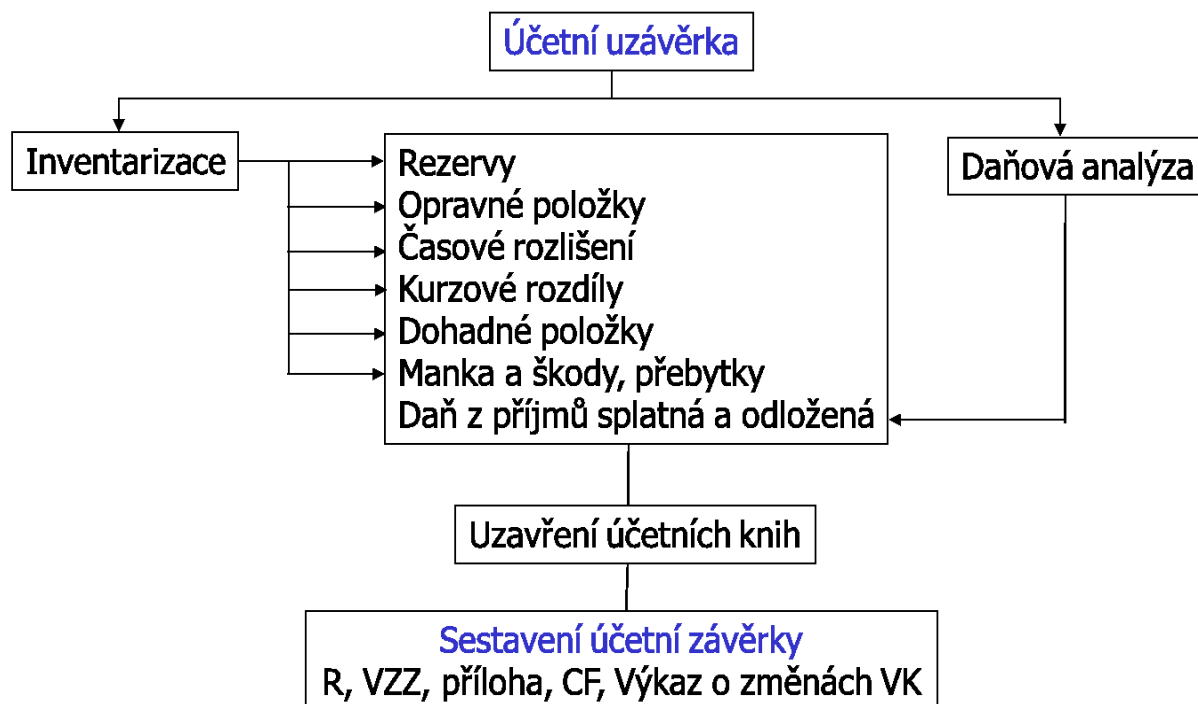 Účetní uzávěrka
Inventarizace
Rezervy
Opravné položky
Časové rozlišení
Kurzové rozdíly
Dohadné položky
Manka a škody, přebytky
Daň z příjmů splatná a odložená
Daňová analýza
Uzavření účetních knih
Sestavení účetní závěrky
R, VZZ, příloha, CF, Výkaz o změnách VK